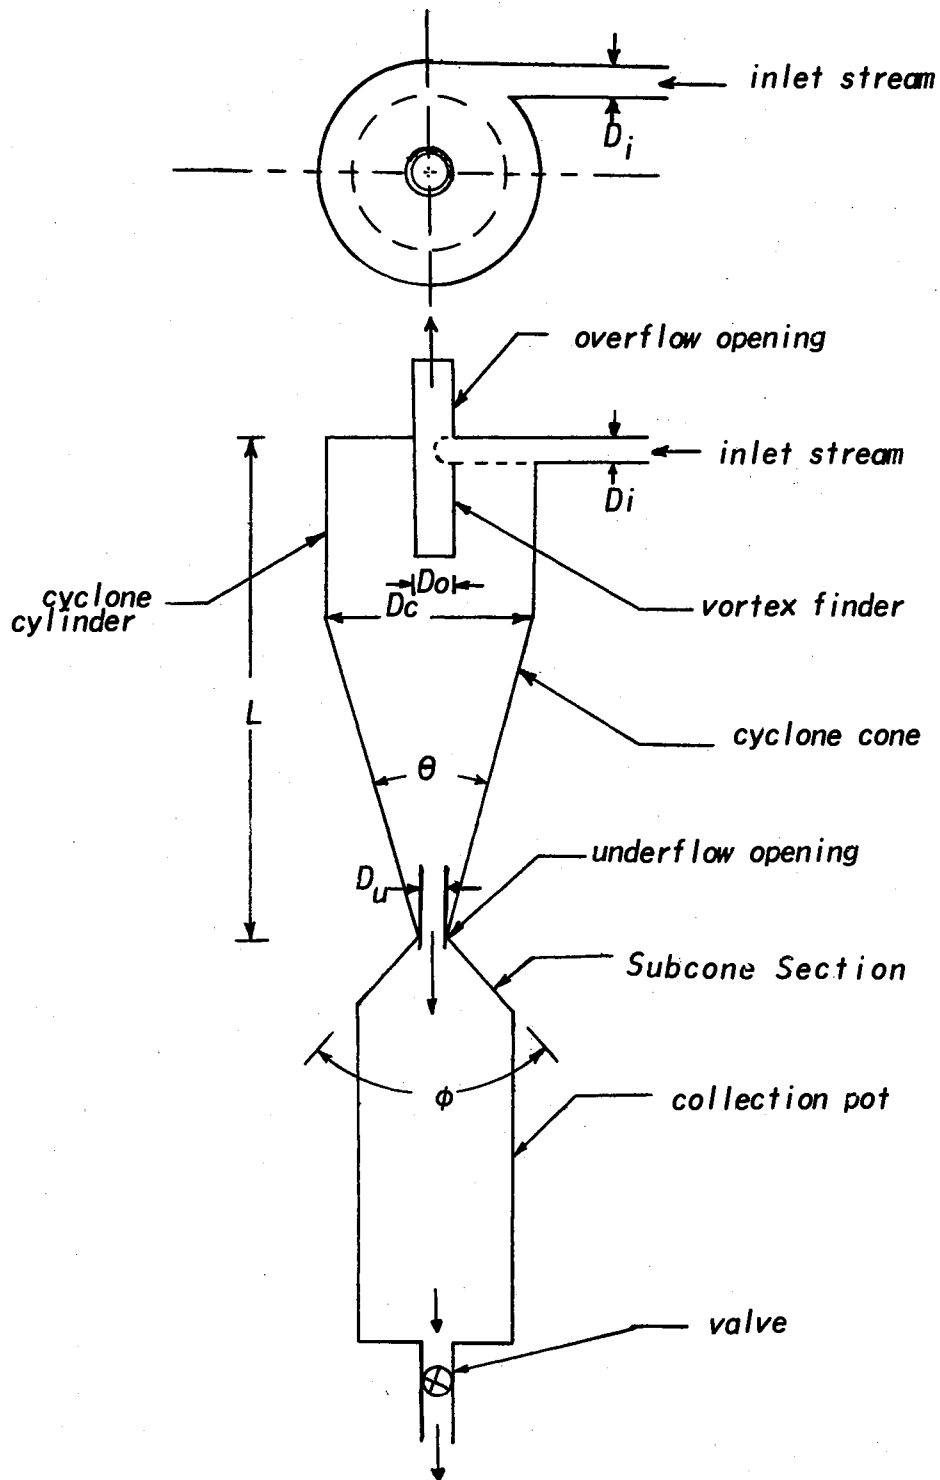 inlet stream
Di
overflow opening
inlet stream
Di
Do
cyclone
cylinder
Dc
vortex finder
L
cyclone cone
θ
underflow opening
Du
Subcone Section
φ
collection pot
valve